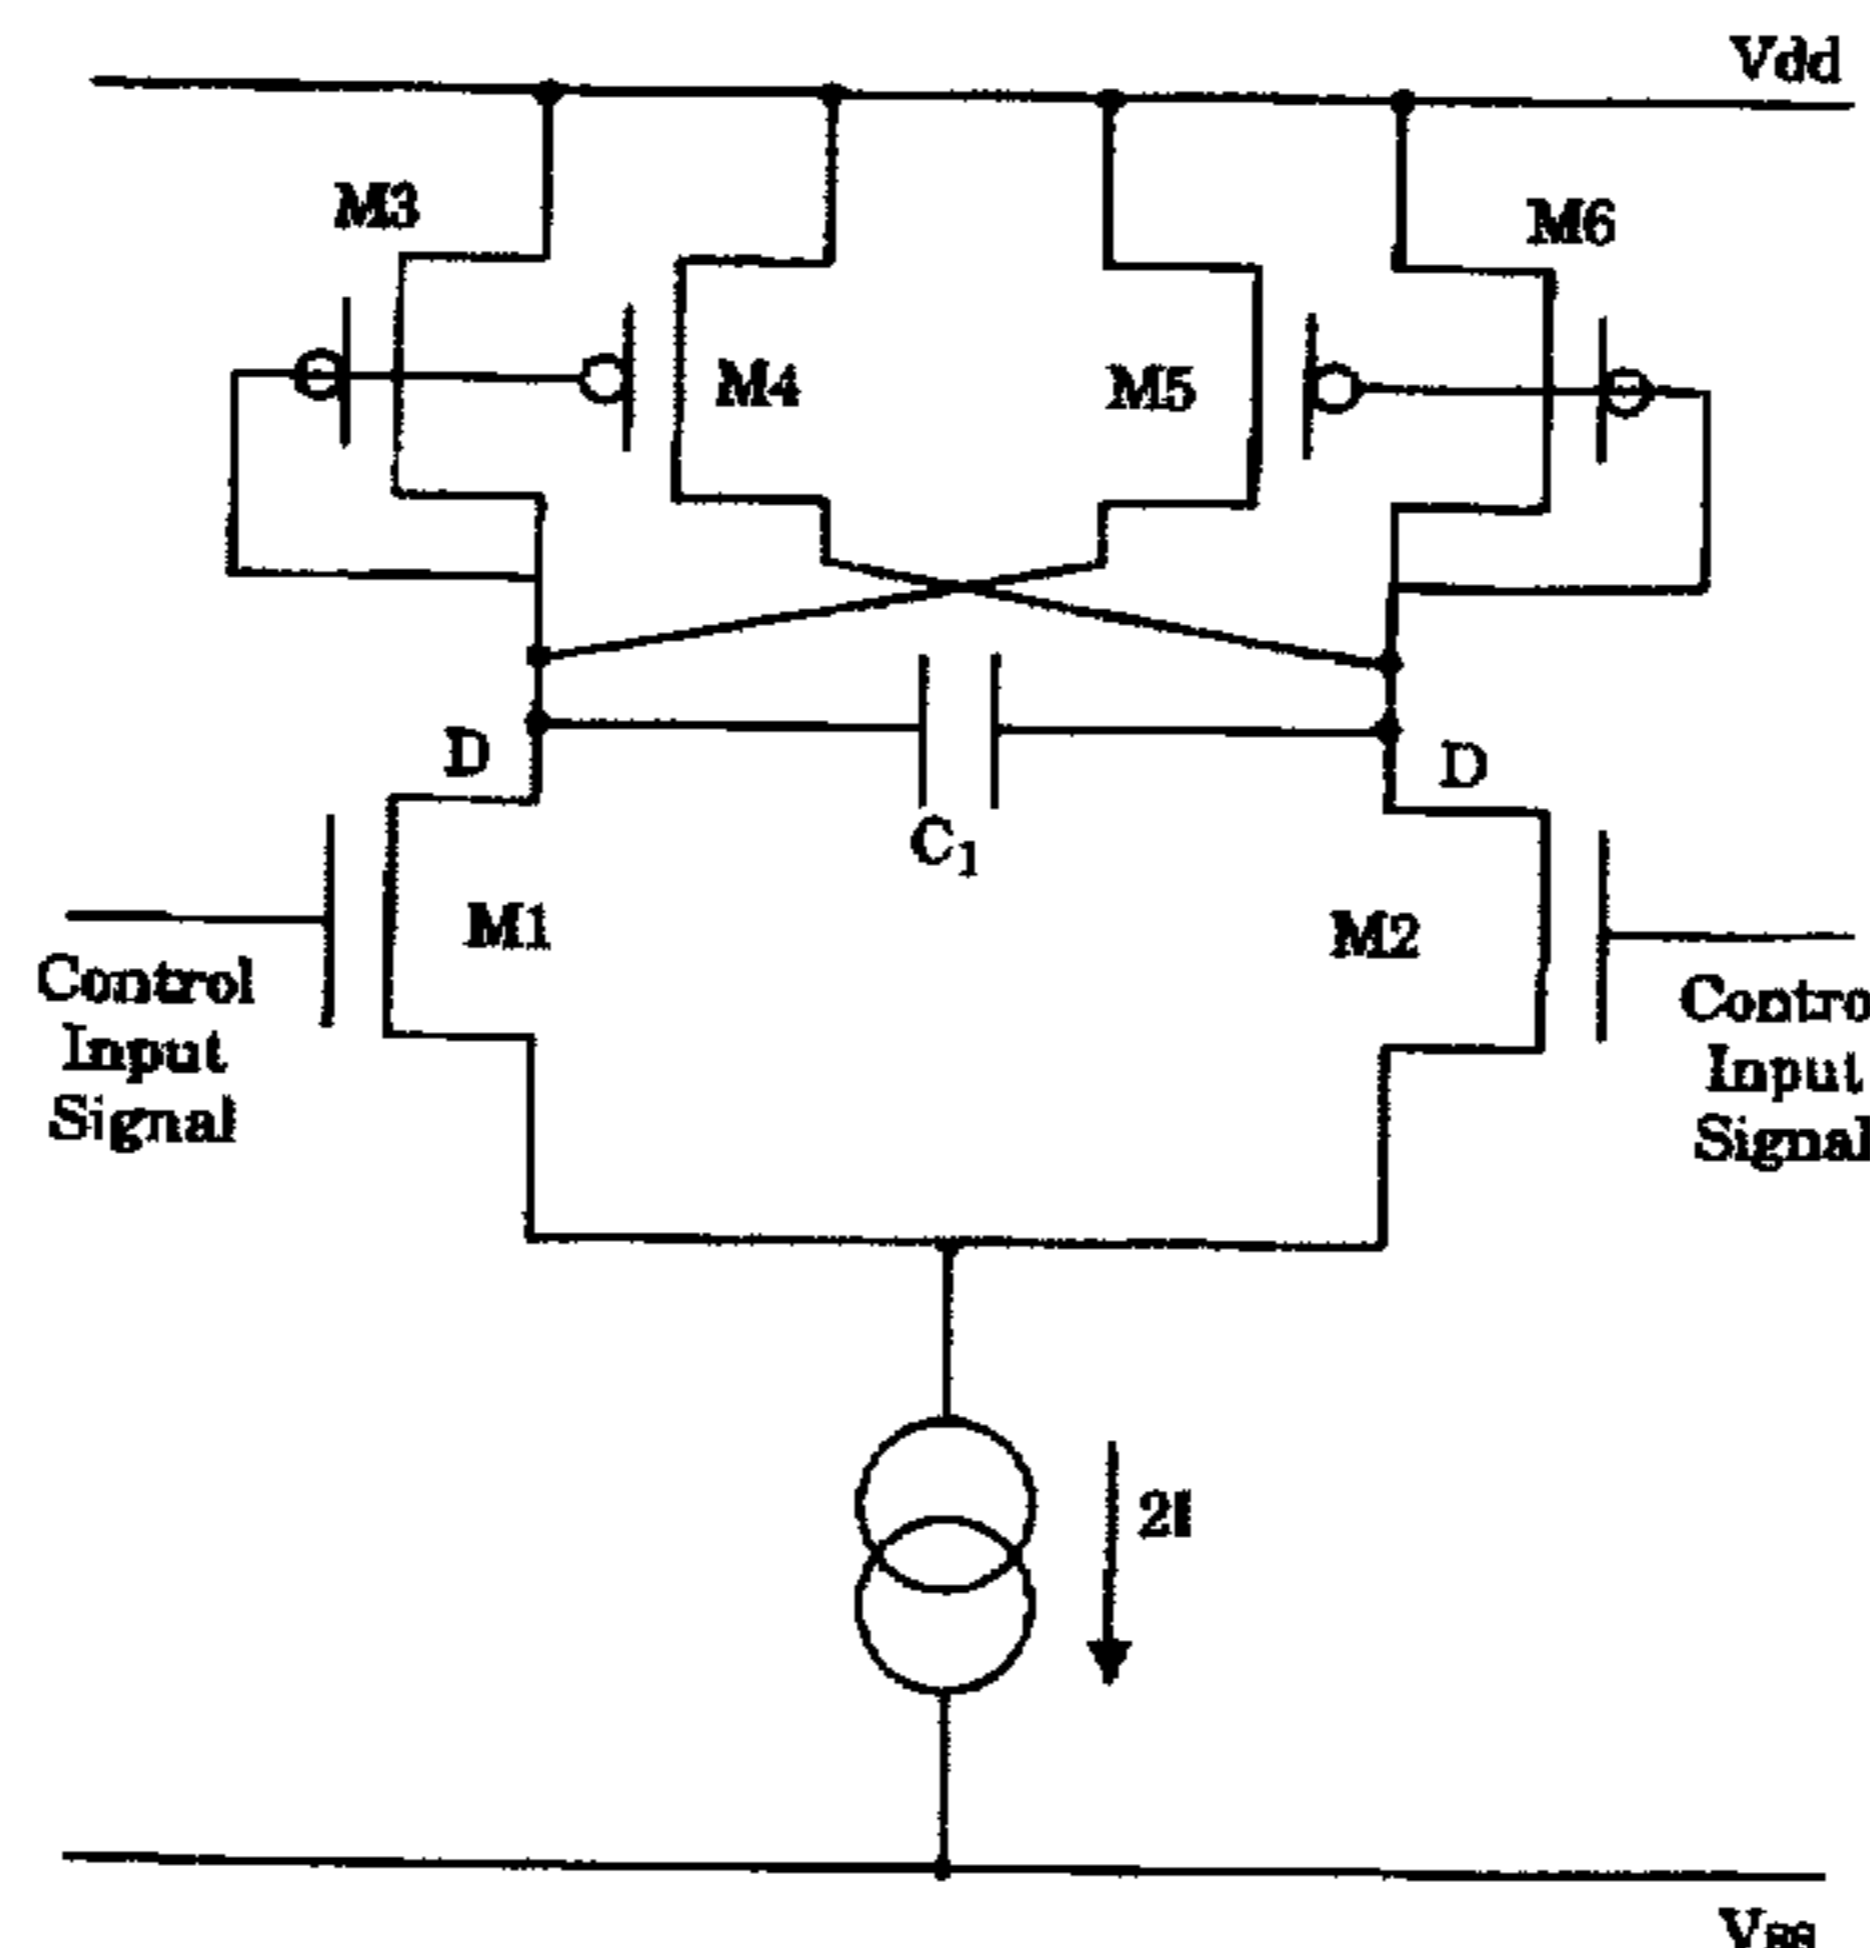 Vdd
M3
M6
M4
M5
D
D
C1
M1
M2
Control
Input
Signal
Contro
Input
Signal
2I
Vss